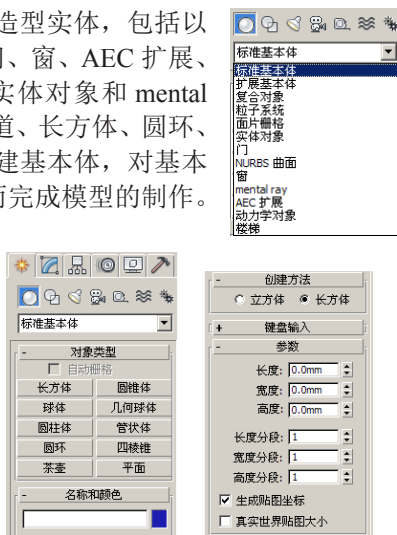 造型实体，包括以
、窗、AEC 扩展、
实体对象和 mental
道、长方体、圆环、
建基本体，对基本
而完成模型的制作。
标准基本体
标准基本体
扩展基本体
复合对象
粒子系统
面片栅格
实体对象
门
NURBS 曲面
窗
mental ray
AEC 扩展
动力学对象
楼梯
标准基本体
- 对象类型
自动栅格
长方体 圆锥体
球体 几何球体
圆柱体 管状体
圆环 四棱锥
茶壶 平面
- 名称和颜色
- 创建方法
立方体 长方体
+ 键盘输入
- 参数
长度: 0.0mm
宽度: 0.0mm
高度: 0.0mm
长度分段: 1
宽度分段: 1
高度分段: 1
生成贴图坐标
真实世界贴图大小